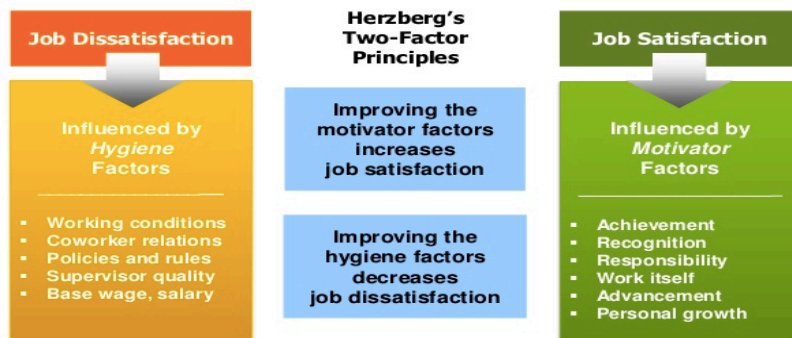 Job Dissatisfaction
Influenced by
Hygiene
Factors
▪ Working conditions
▪ Coworker relations
▪ Policies and rules
▪ Supervisor quality
▪ Base wage, salary
Herzberg's
Two-Factor
Principles
Improving the
motivator factors
increases
job satisfaction
Improving the
hygiene factors
decreases
job dissatisfaction
Job Satisfaction
Influenced by
Motivator
Factors
▪ Achievement
▪ Recognition
▪ Responsibility
▪ Work itself
▪ Advancement
▪ Personal growth